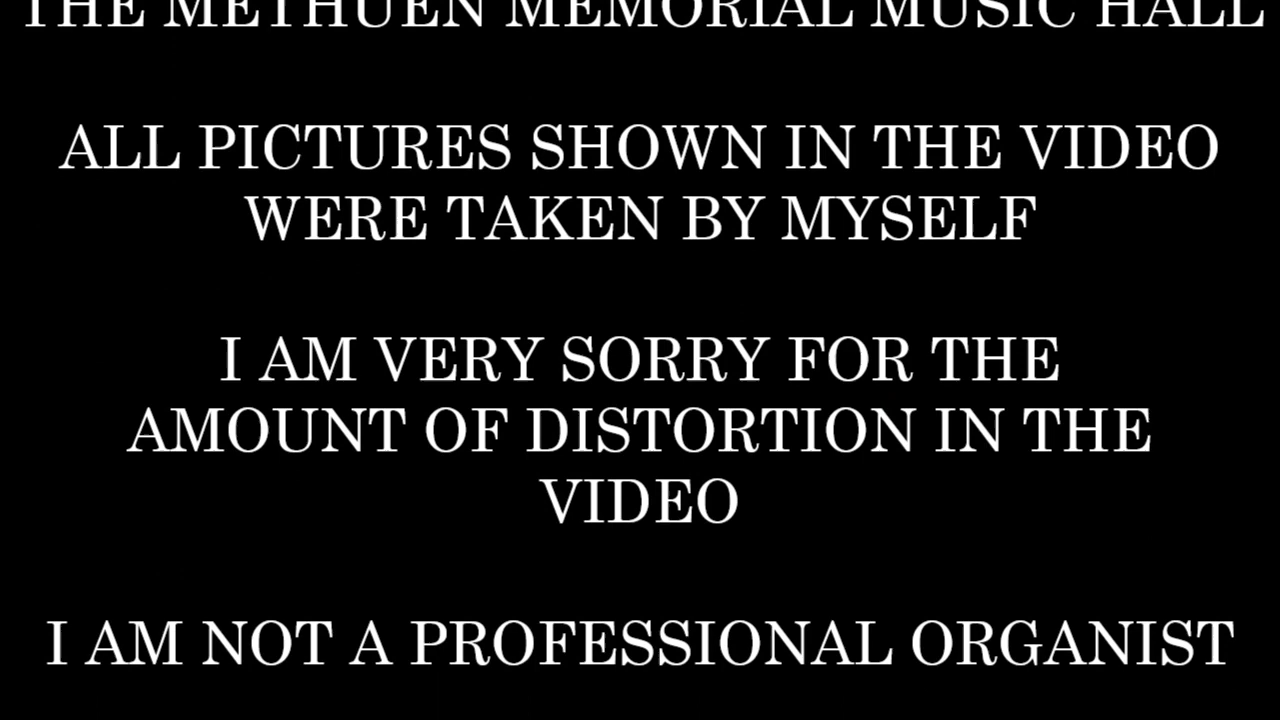 THE METHUEN MEMORIAL MUSIC HALL
ALL PICTURES SHOWN IN THE VIDEO
WERE TAKEN BY MYSELF
I AM VERY SORRY FOR THE
AMOUNT OF DISTORTION IN THE
VIDEO
I AM NOT A PROFESSIONAL ORGANIST